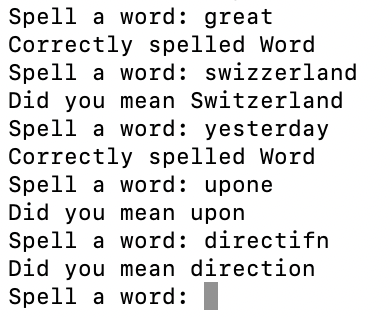 Spell a word: great
Correctly spelled Word
Spell a word: swizzerland
Did you mean Switzerland
Spell a word: yesterday
Correctly spelled Word
Spell a word: upone
Did you mean upon
Spell a word: directifn
Did you mean direction
Spell a word: